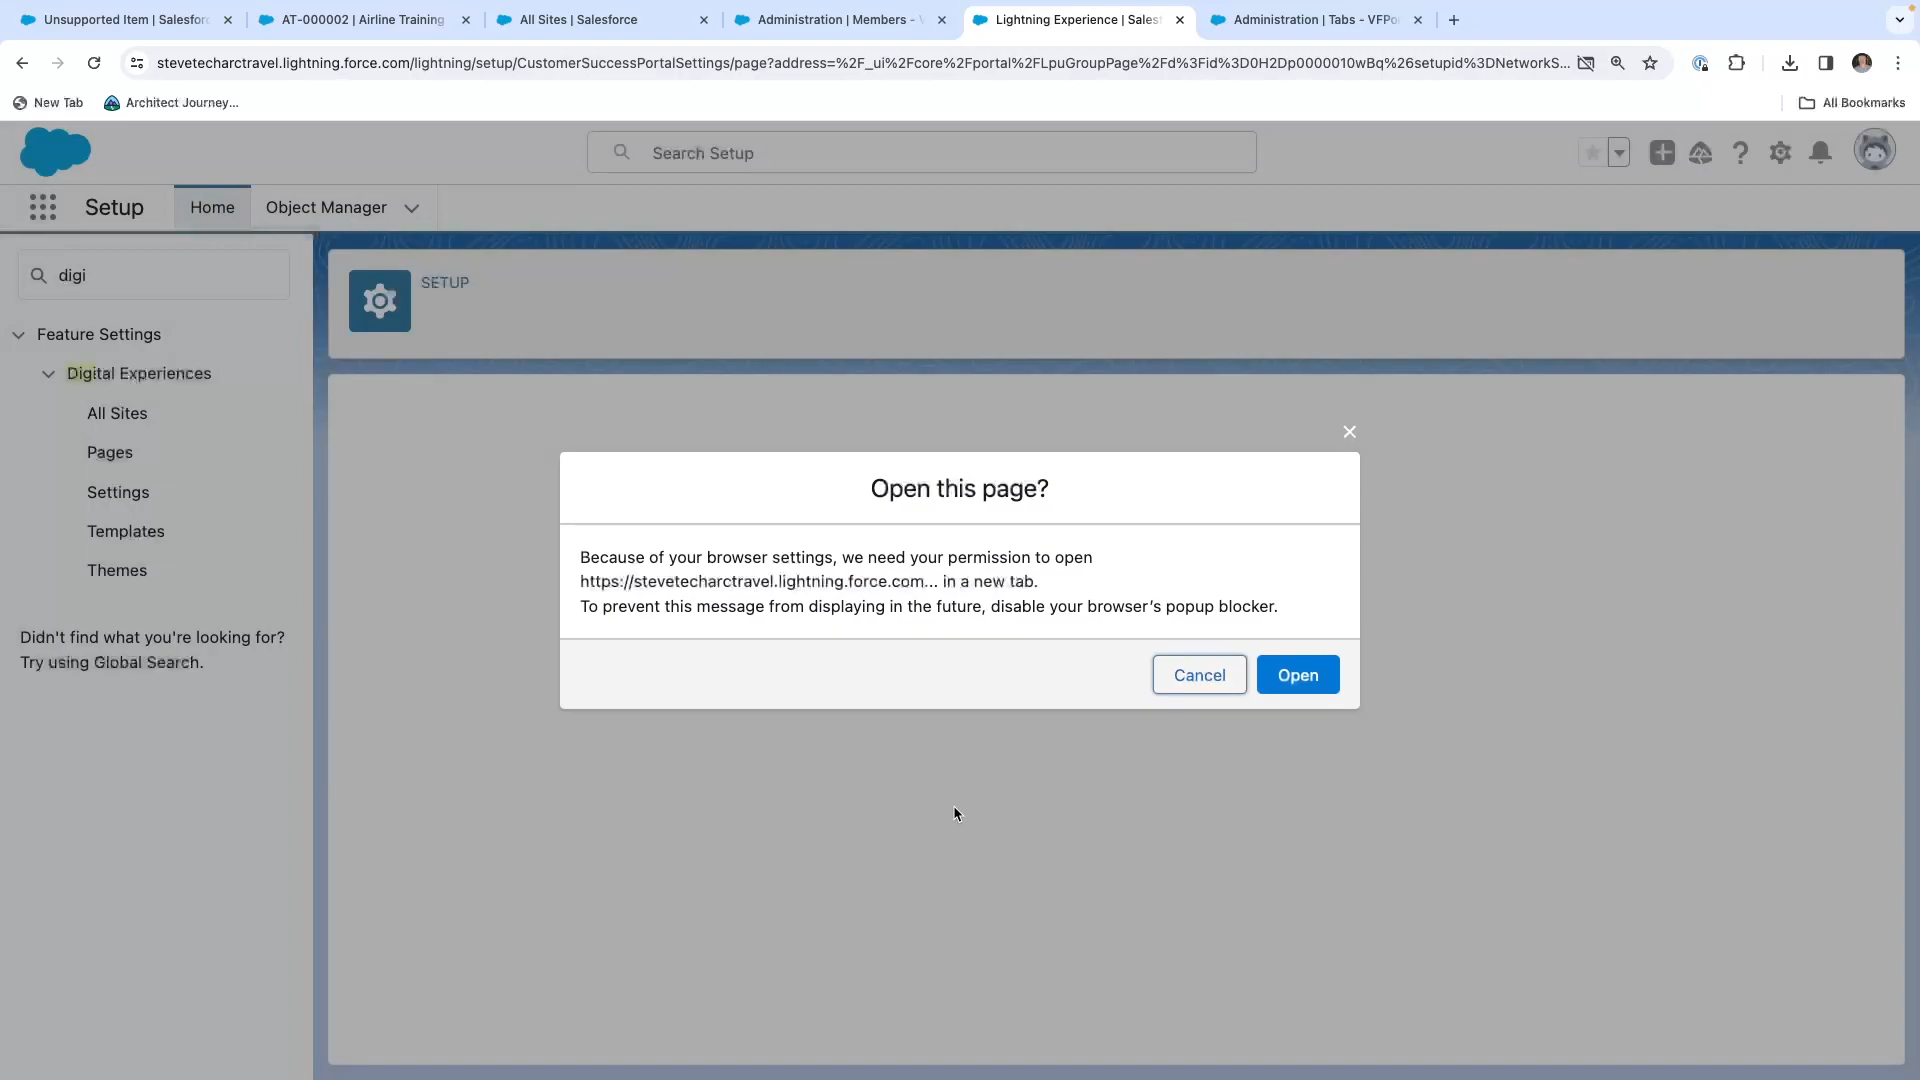 Unsupported Item | Salesforc
AT-000002 | Airline Training
All Sites | Salesforce
Administration | Members -
Lightning Experience | Sales
Administration | Tabs - VFPo
stevetecharctravel.lightning.force.com/lightning/setup/CustomerSuccessPortalSettings/page?address=%2F_ui%2Fcore%2Fportal%2FLpuGroupPage%2Fd%3Fid%3D0H2Dp0000010wBq%26setupid%3DNetworkS...
New Tab
Architect Journey...
All Bookmarks
Search Setup
Setup
Home
Object Manager
digi
SETUP
Feature Settings
Digital Experiences
All Sites
Pages
Settings
Templates
Themes
Didn't find what you're looking for?
Try using Global Search.
Open this page?
Because of your browser settings, we need your permission to open
https://stevetecharctravel.lightning.force.com... in a new tab.
To prevent this message from displaying in the future, disable your browser's popup blocker.
Cancel
Open